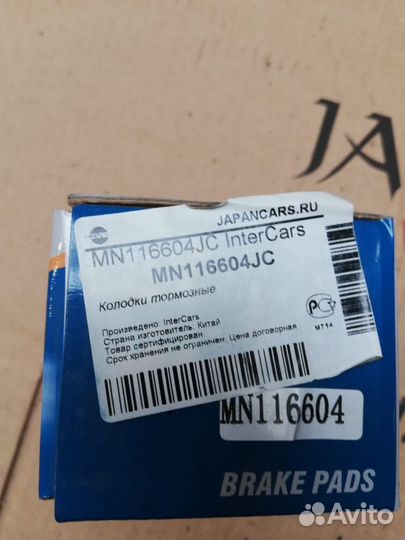 JA
JAPANCARS.RU
MN116604JC InterCars
MN116604JC
Колодки тормозные
Произведено InterCars
Страна изготовитель. Китай
Товар сертифицирован
Срок хранения не ограничен. Цена договорная
МТ14
MN116604
BRAKE PADS
Avito